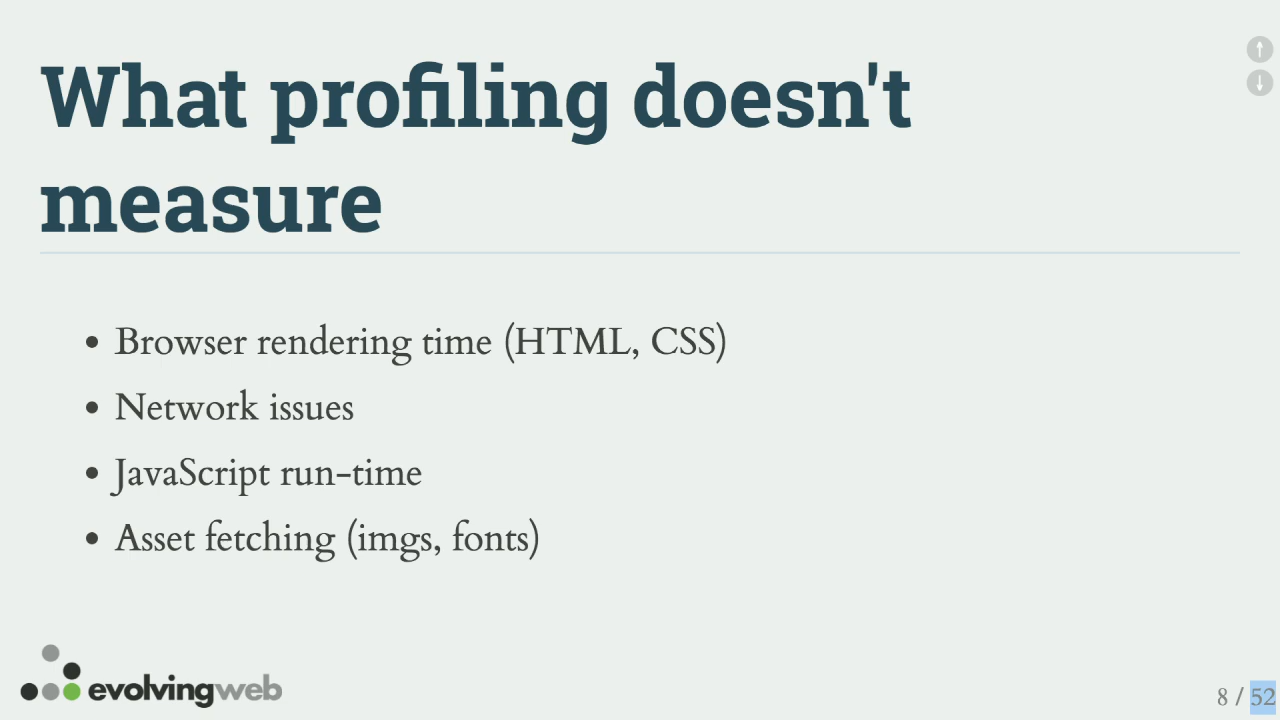 What profiling doesn't
measure
• Browser rendering time (HTML, CSS)
• Network issues
• JavaScript run-time
• Asset fetching (imgs, fonts)
evolvingweb
8 / 52